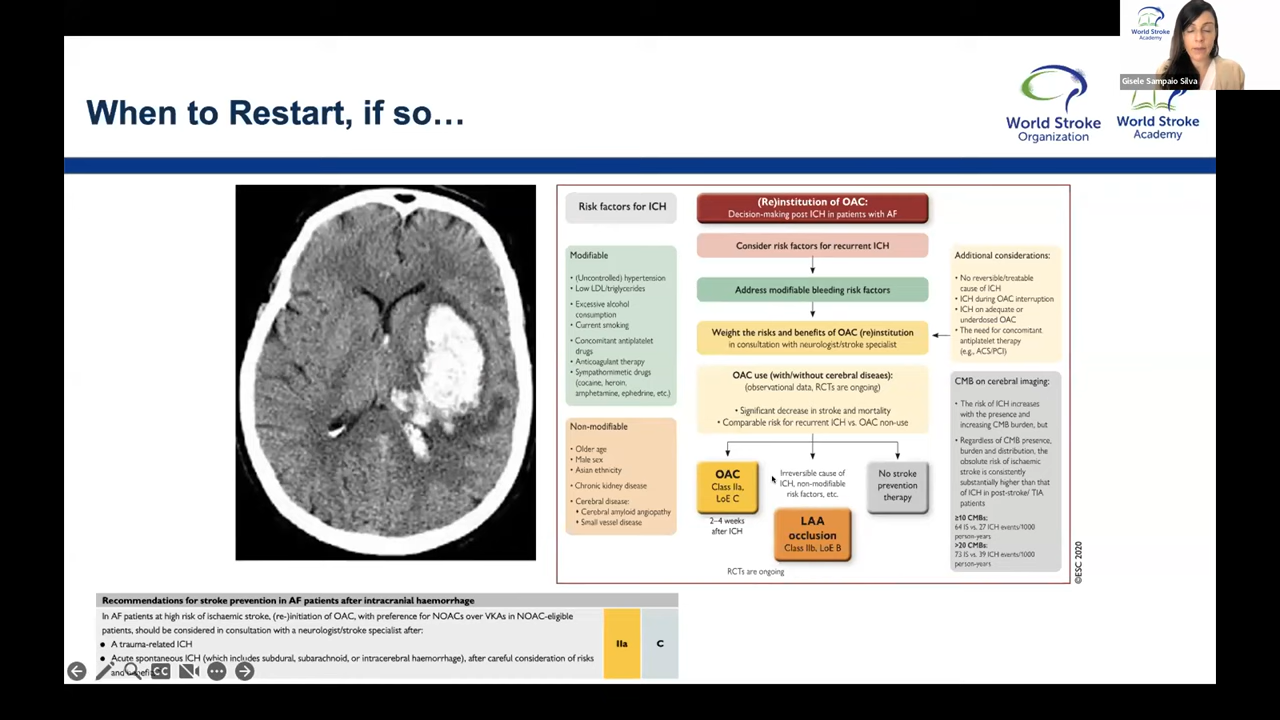 World Stroke
Academy
Gisele Sampaio Silva
When to Restart, if so…
World Stroke
Organization
World Stroke
Academy
Risk factors for ICH
Modifiable
• (Uncontrolled) hypertension
• Low LDL/triglycerides
• Excessive alcohol
consumption
• Current smoking
• Concomitant antiplatelet
drugs
• Anticoagulant therapy
• Sympathomimetic drugs
(cocaine, heroin,
amphetamine, ephedrine, etc.)
Non-modifiable
• Older age
• Male sex
• Asian ethnicity
• Chronic kidney disease
• Cerebral disease:
• Cerebral amyloid angiopathy
• Small vessel disease
(Re)institution of OAC:
Decision-making post ICH in patients with AF
Consider risk factors for recurrent ICH
Address modifiable bleeding risk factors
Weight the risks and benefits of OAC (re)institution
in consultation with neurologist/stroke specialist
OAC use (with/without cerebral diseaes):
(observational data, RCTs are ongoing)
• Significant decrease in stroke and mortality
• Comparable risk for recurrent ICH vs. OAC non-use
OAC
Class IIa,
LoE C
2–4 weeks
after ICH
Irreversible cause of
ICH, non-modifiable
risk factors, etc.
LAA
occlusion
Class IIb, LoE B
No stroke
prevention
therapy
RCTs are ongoing
Additional considerations:
• No reversible/treatable
cause of ICH
• ICH during OAC interruption
• ICH on adequate or
underdosed OAC
• The need for concomitant
antiplatelet therapy
(e.g., ACS/PCI)
CMB on cerebral imaging:
• The risk of ICH increases
with the presence and
increasing CMB burden, but
• Regardless of CMB presence,
burden and distribution, the
absolute risk of ischaemic
stroke is consistently
substantially higher than that
of ICH in post-stroke/ TIA
patients
≥10 CMBs:
64 IS vs. 27 ICH events/1000
person-years
>20 CMBs:
73 IS vs. 39 ICH events/1000
person-years
©ESC 2020
Recommendations for stroke prevention in AF patients after intracranial haemorrhage
In AF patients at high risk of ischaemic stroke, (re-)initiation of OAC, with preference for NOACs over VKAs in NOAC-eligible
patients, should be considered in consultation with a neurologist/stroke specialist after:
● A trauma-related ICH
● Acute spontaneous ICH (which includes subdural, subarachnoid, or intracerebral haemorrhage), after careful consideration of risks
and
IIa
C
CC